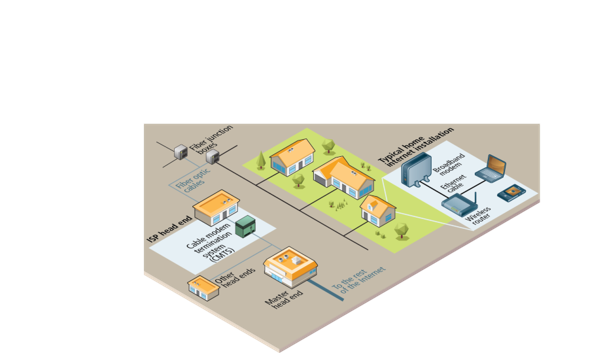 Fiber junction
boxes
Fiber optic
cables
ISP head end
Cable modem
termination
system
(CMTS)
Other
head ends
Master
head end
To the rest
of the Internet
Typical home
internet installation
Broadband
modem
Ethernet
cable
Wireless
router